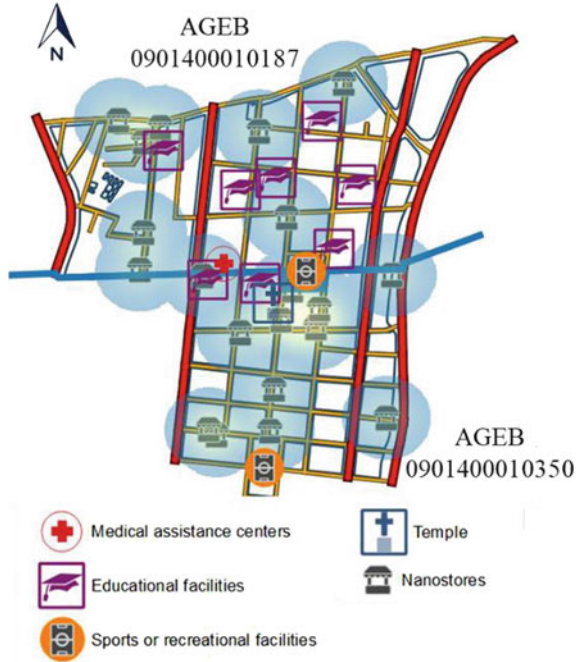 AGEB
0901400010187
N
AGEB
0901400010350
Medical assistance centers
Temple
Educational facilities
Nanostores
Sports or recreational facilities